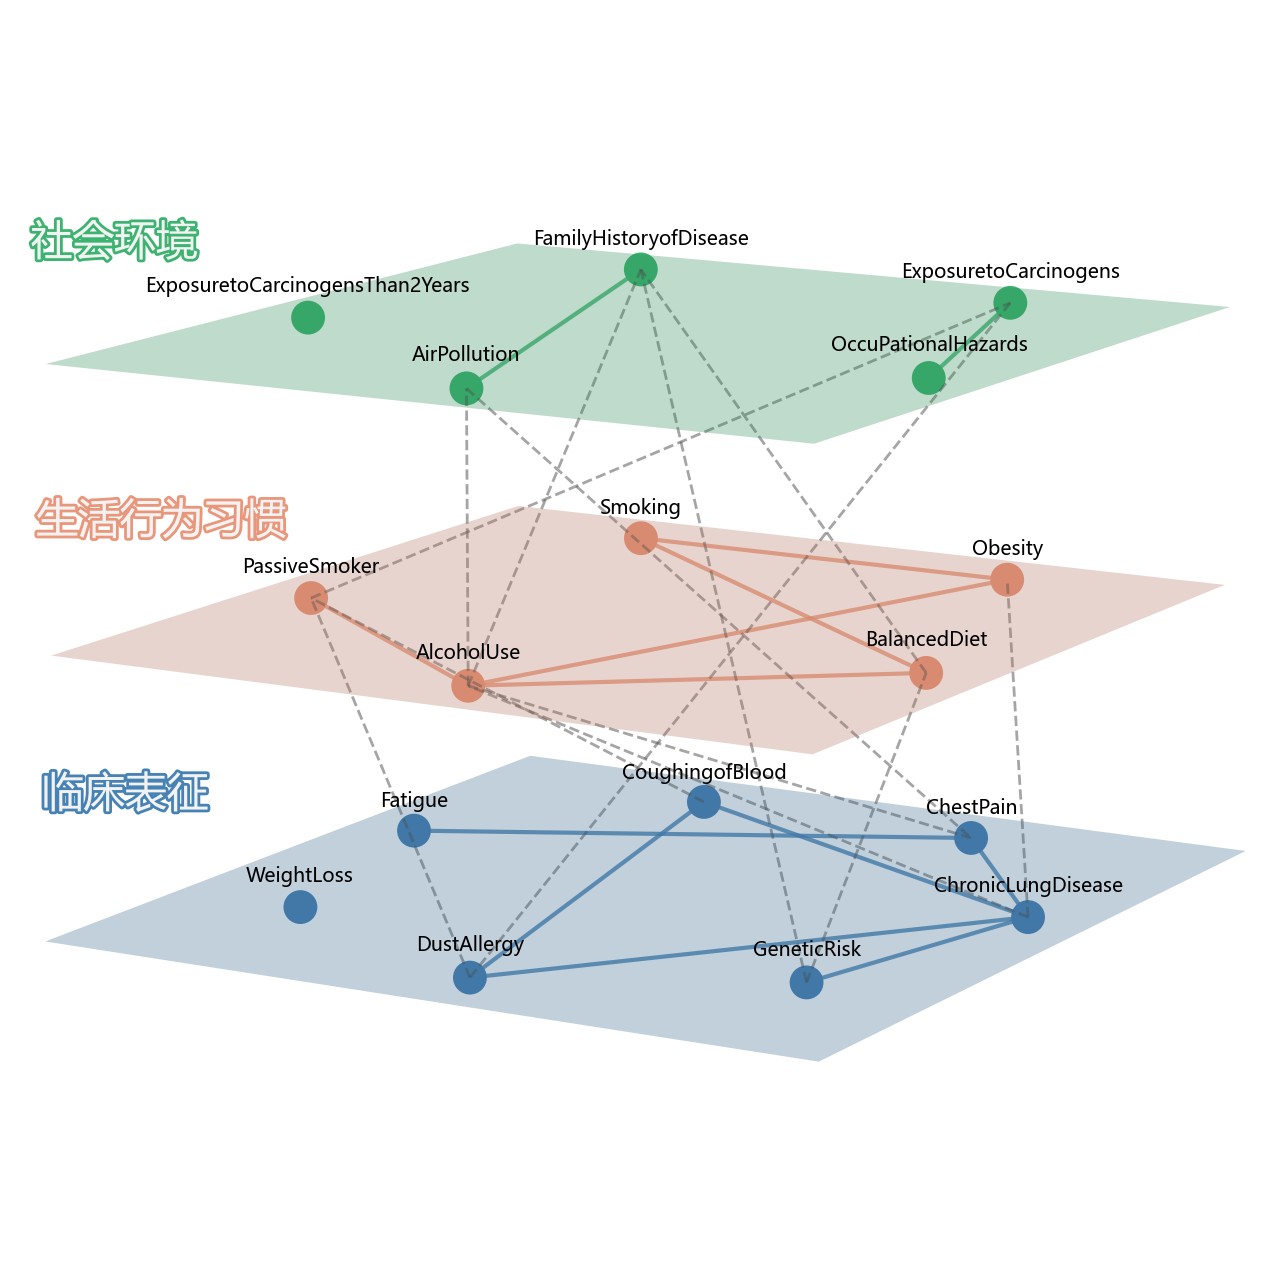 社会环境
FamilyHistoryofDisease
ExposuretoCarcinogens
ExposuretoCarcinogensThan2Years
OccuPationalHazards
AirPollution
生活行为习惯
Smoking
Obesity
PassiveSmoker
BalancedDiet
AlcoholUse
临床表征
CoughingofBlood
Fatigue
ChestPain
WeightLoss
ChronicLungDisease
DustAllergy
GeneticRisk